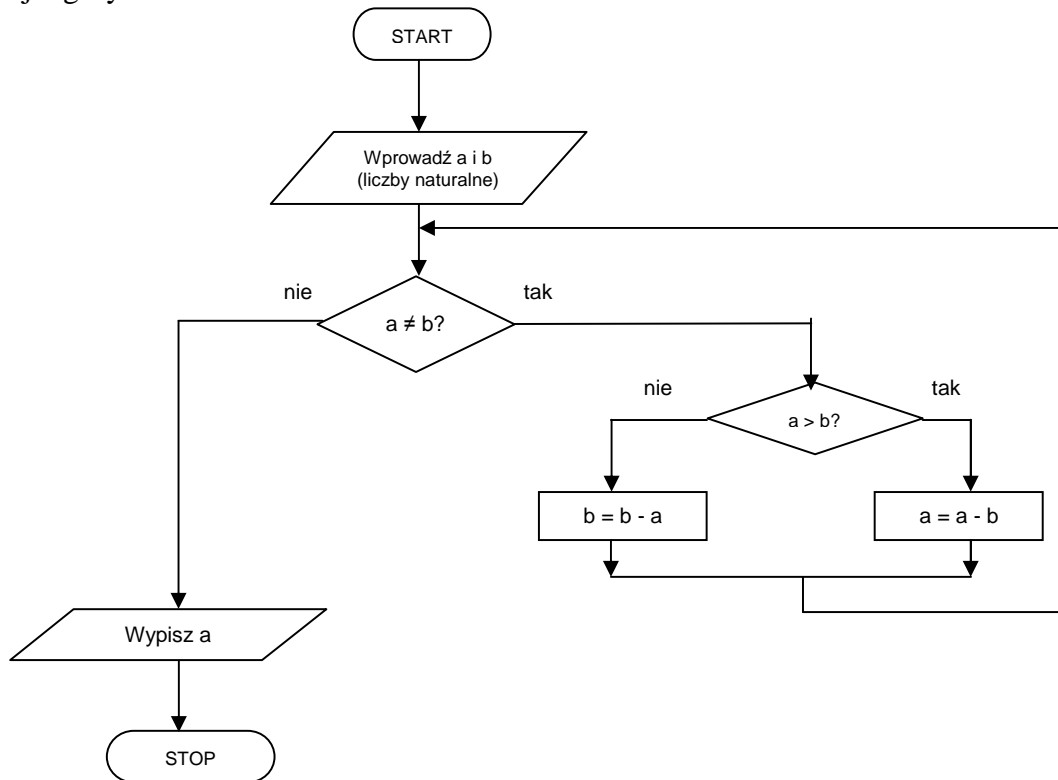 START
Wprowadź a i b
(liczby naturalne)
nie
tak
a ≠ b?
nie
tak
a > b?
b = b - a
a = a - b
Wypisz a
STOP